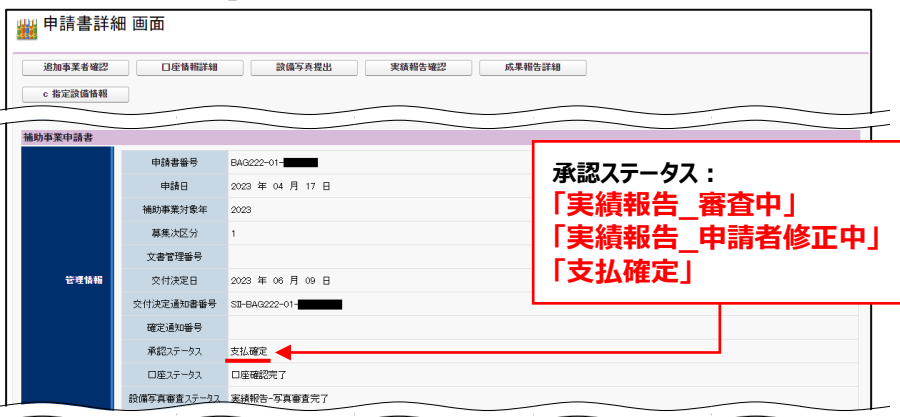 申請書詳細 画面
追加事業者確認 口座情報詳細 設備写真提出 実績報告確認 成果報告詳細
c 指定設備情報
補助事業申請書
管理情報
申請書番号 BAG222-01-
申請日 2023 年 04 月 17 日
補助事業対象年 2023
募集次区分 1
文書管理番号
交付決定日 2023 年 06 月 09 日
交付決定通知書番号 SII-BAG222-01-
確定通知番号
承認ステータス 支払確定
口座ステータス 口座確認完了
設備写真審査ステータス 実績報告-写真審査完了
承認ステータス：
「実績報告_審査中」
「実績報告_申請者修正中」
「支払確定」